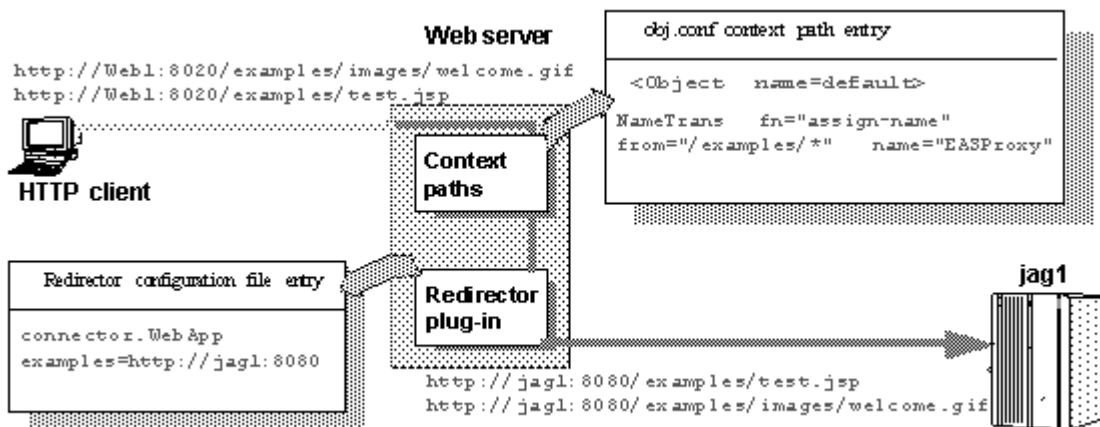 Web server
obj.conf context path entry
http://Web1:8020/examples/images/welcome.gif
http://Web1:8020/examples/test.jsp
<Object name=default>
NameTrans fn="assign-name"
from="/examples/*" name="EASProxy"
Context
paths
HTTP client
Redirector configuration file entry
connector.WebApp
examples=http://jag1:8080
Redirector
plug-in
jag1
http://jag1:8080/examples/test.jsp
http://jag1:8080/examples/images/welcome.gif